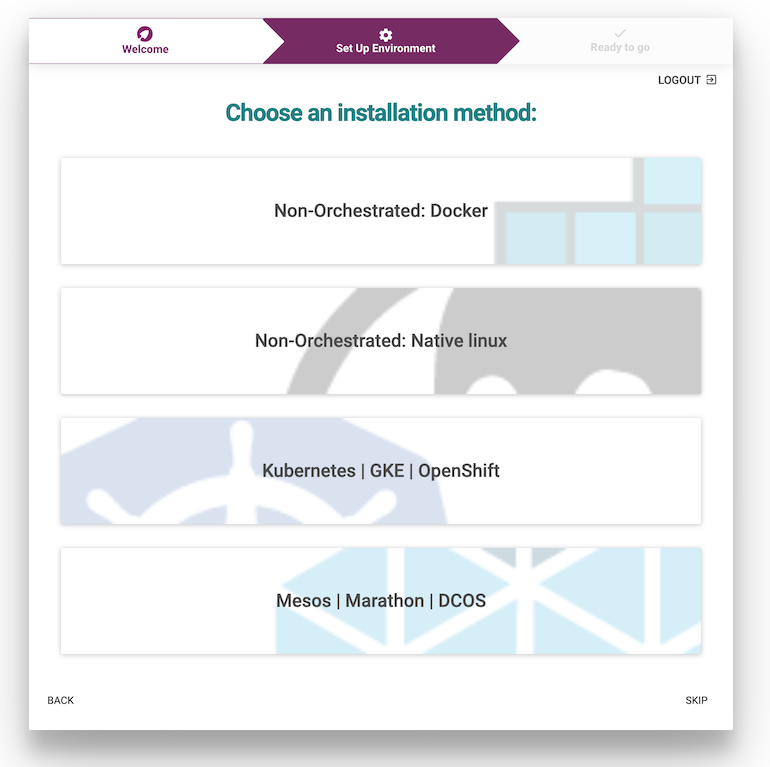 Welcome
Set Up Environment
Ready to go
LOGOUT
Choose an installation method:
Non-Orchestrated: Docker
Non-Orchestrated: Native linux
Kubernetes | GKE | OpenShift
Mesos | Marathon | DCOS
BACK
SKIP